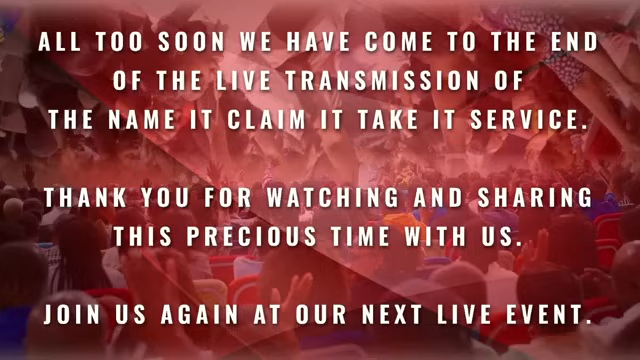 ALL TOO SOON WE HAVE COME TO THE END
OF THE LIVE TRANSMISSION OF
THE NAME IT CLAIM IT TAKE IT SERVICE.
THANK YOU FOR WATCHING AND SHARING
THIS PRECIOUS TIME WITH US.
JOIN US AGAIN AT OUR NEXT LIVE EVENT.